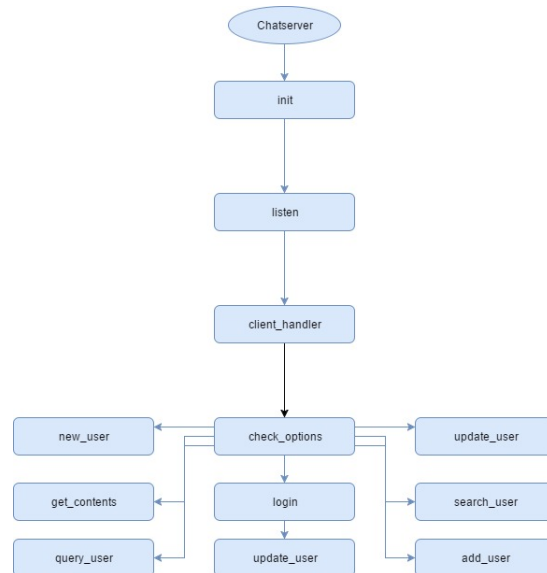 Chatserver
init
listen
client_handler
new_user
check_options
update_user
get_contents
login
search_user
query_user
update_user
add_user